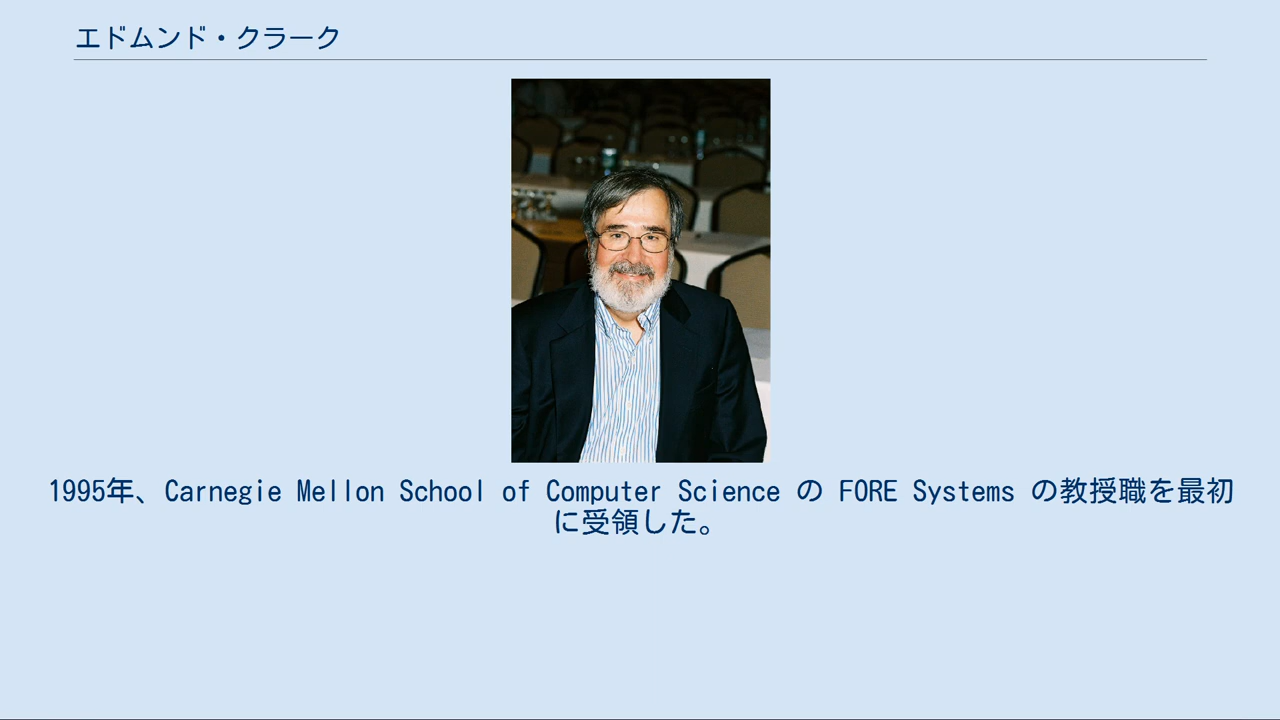 エドムンド・クラーク
1995年、Carnegie Mellon School of Computer Science の FORE Systems の教授職を最初
に受領した。